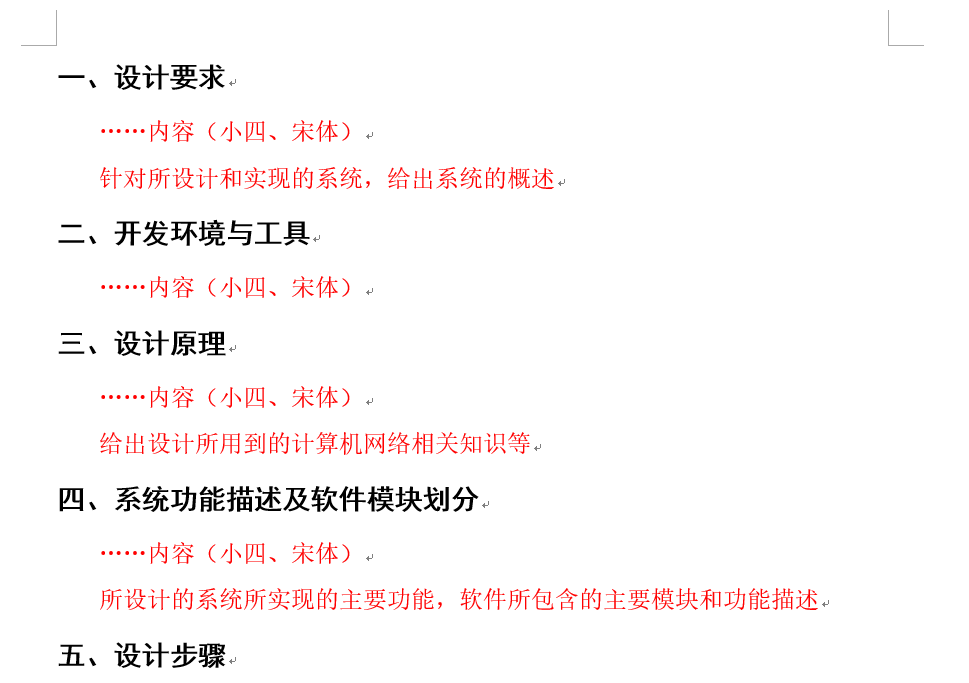 一、设计要求
……内容（小四、宋体）
针对所设计和实现的系统，给出系统的概述
二、开发环境与工具
……内容（小四、宋体）
三、设计原理
……内容（小四、宋体）
给出设计所用到的计算机网络相关知识等
四、系统功能描述及软件模块划分
……内容（小四、宋体）
所设计的系统所实现的主要功能，软件所包含的主要模块和功能描述
五、设计步骤